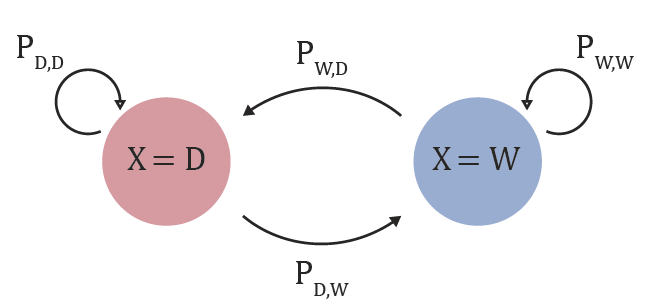 P_D,D
P_W,D
P_W,W
X = D
X = W
P_D,W